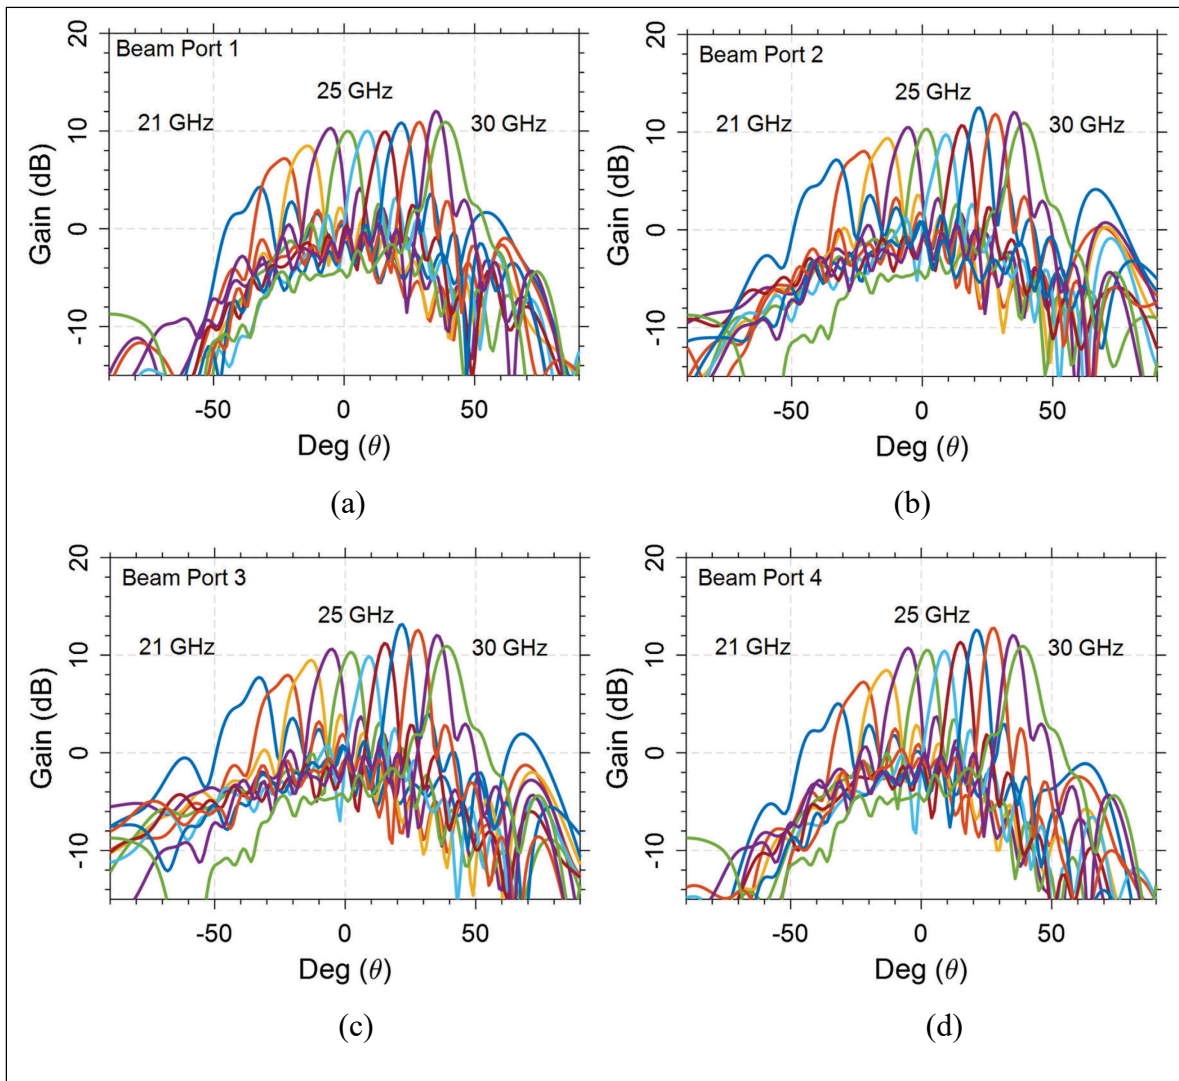 Beam Port 1
21 GHz
25 GHz
30 GHz
20
10
0
-10
Gain (dB)
-50
0
50
Deg (θ)
(a)
Beam Port 2
21 GHz
25 GHz
30 GHz
20
10
0
-10
Gain (dB)
-50
0
50
Deg (θ)
(b)
Beam Port 3
21 GHz
25 GHz
30 GHz
20
10
0
-10
Gain (dB)
-50
0
50
Deg (θ)
(c)
Beam Port 4
21 GHz
25 GHz
30 GHz
20
10
0
-10
Gain (dB)
-50
0
50
Deg (θ)
(d)